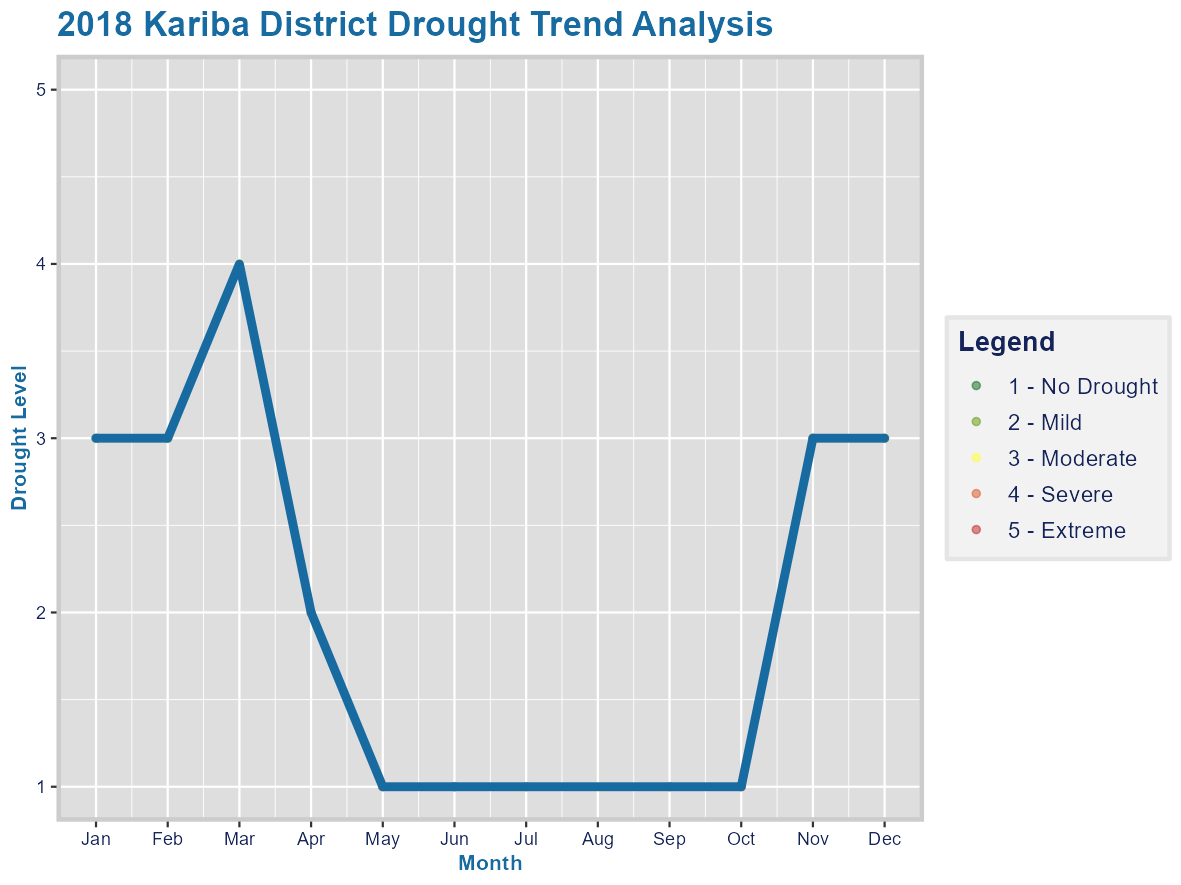 2018 Kariba District Drought Trend Analysis
5
4
3
2
1
Drought Level
Jan Feb Mar Apr May Jun Jul Aug Sep Oct Nov Dec
Month
Legend
1 - No Drought
2 - Mild
3 - Moderate
4 - Severe
5 - Extreme